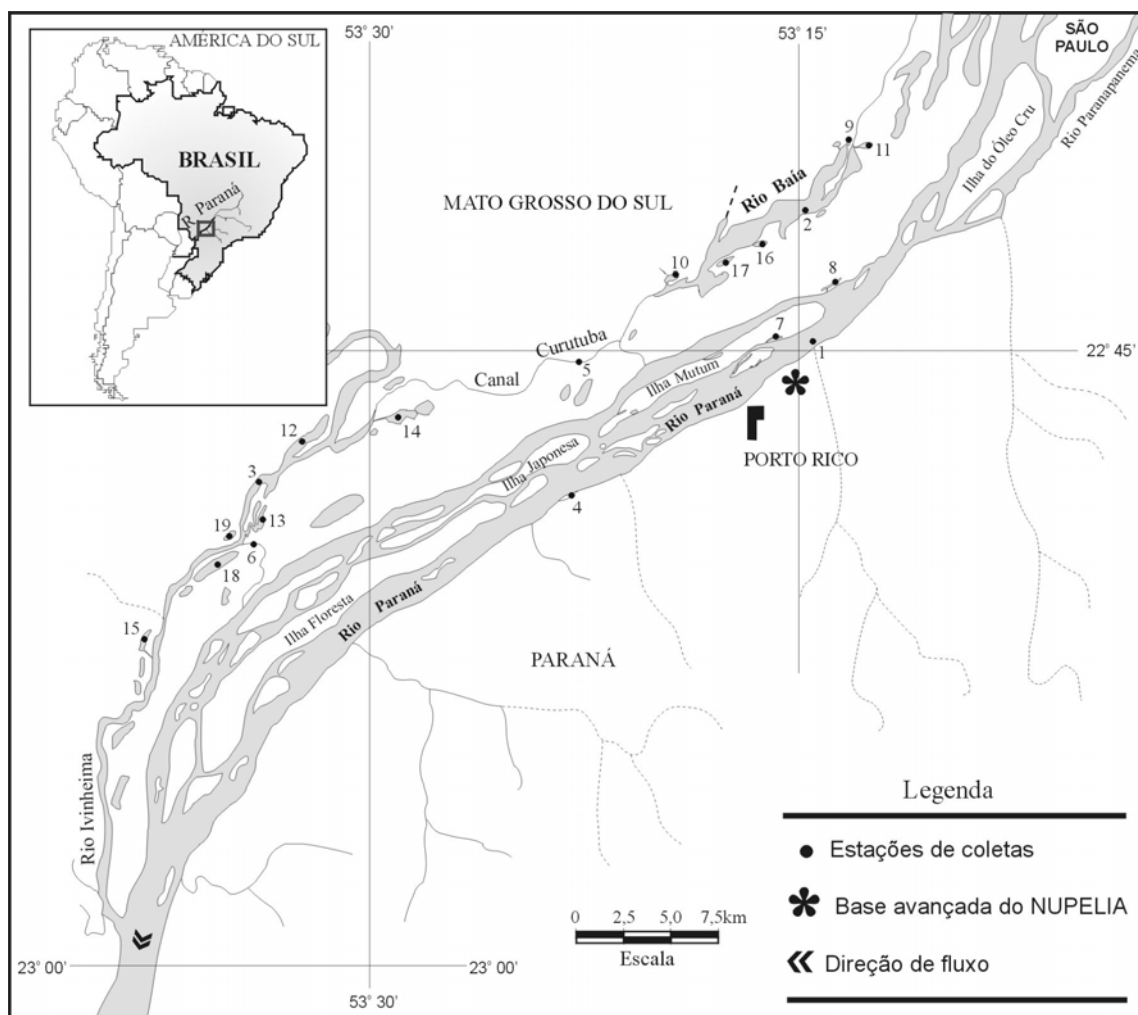 AMÉRICA DO SUL
BRASIL
R. Paraná
53° 30'
53° 15'
SÃO
PAULO
Rio Paranapanema
Ilha do Óleo Cru
9
11
Rio Baía
MATO GROSSO DO SUL
2
16
17
10
8
7
1
22° 45'
Curutuba
Canal
5
Ilha Mutum
Rio Paraná
14
12
PORTO RICO
Ilha Japonesa
3
4
13
19
6
18
Ilha Floresta
Rio Paraná
15
PARANÁ
Rio Ivinheima
Legenda
Estações de coletas
Base avançada do NUPELIA
Direção de fluxo
0 2,5 5,0 7,5km
Escala
23° 00'
23° 00'
53° 30'